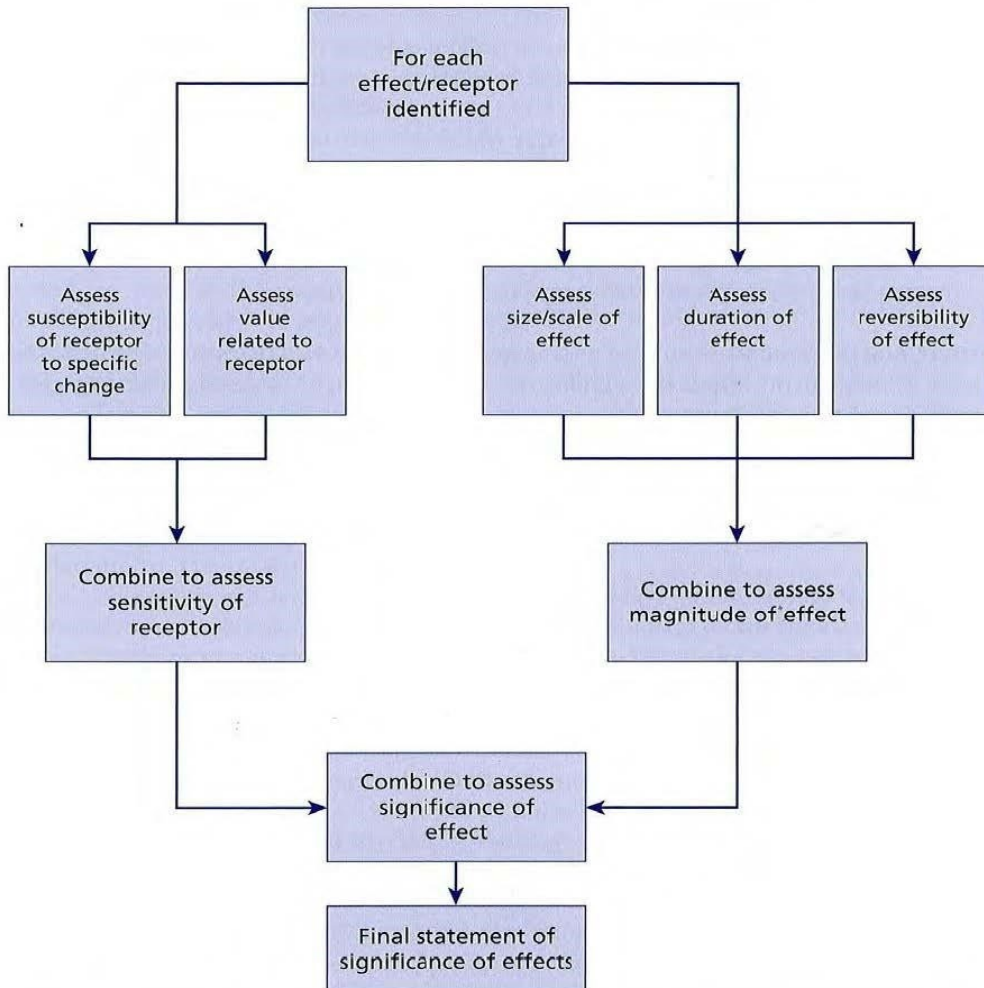 For each
effect/receptor
identified
Assess
susceptibility
of receptor
to specific
change
Assess
value
related to
receptor
Assess
size/scale of
effect
Assess
duration of
effect
Assess
reversibility
of effect
Combine to assess
sensitivity of
receptor
Combine to assess
magnitude of effect
Combine to assess
significance of
effect
Final statement of
significance of effects